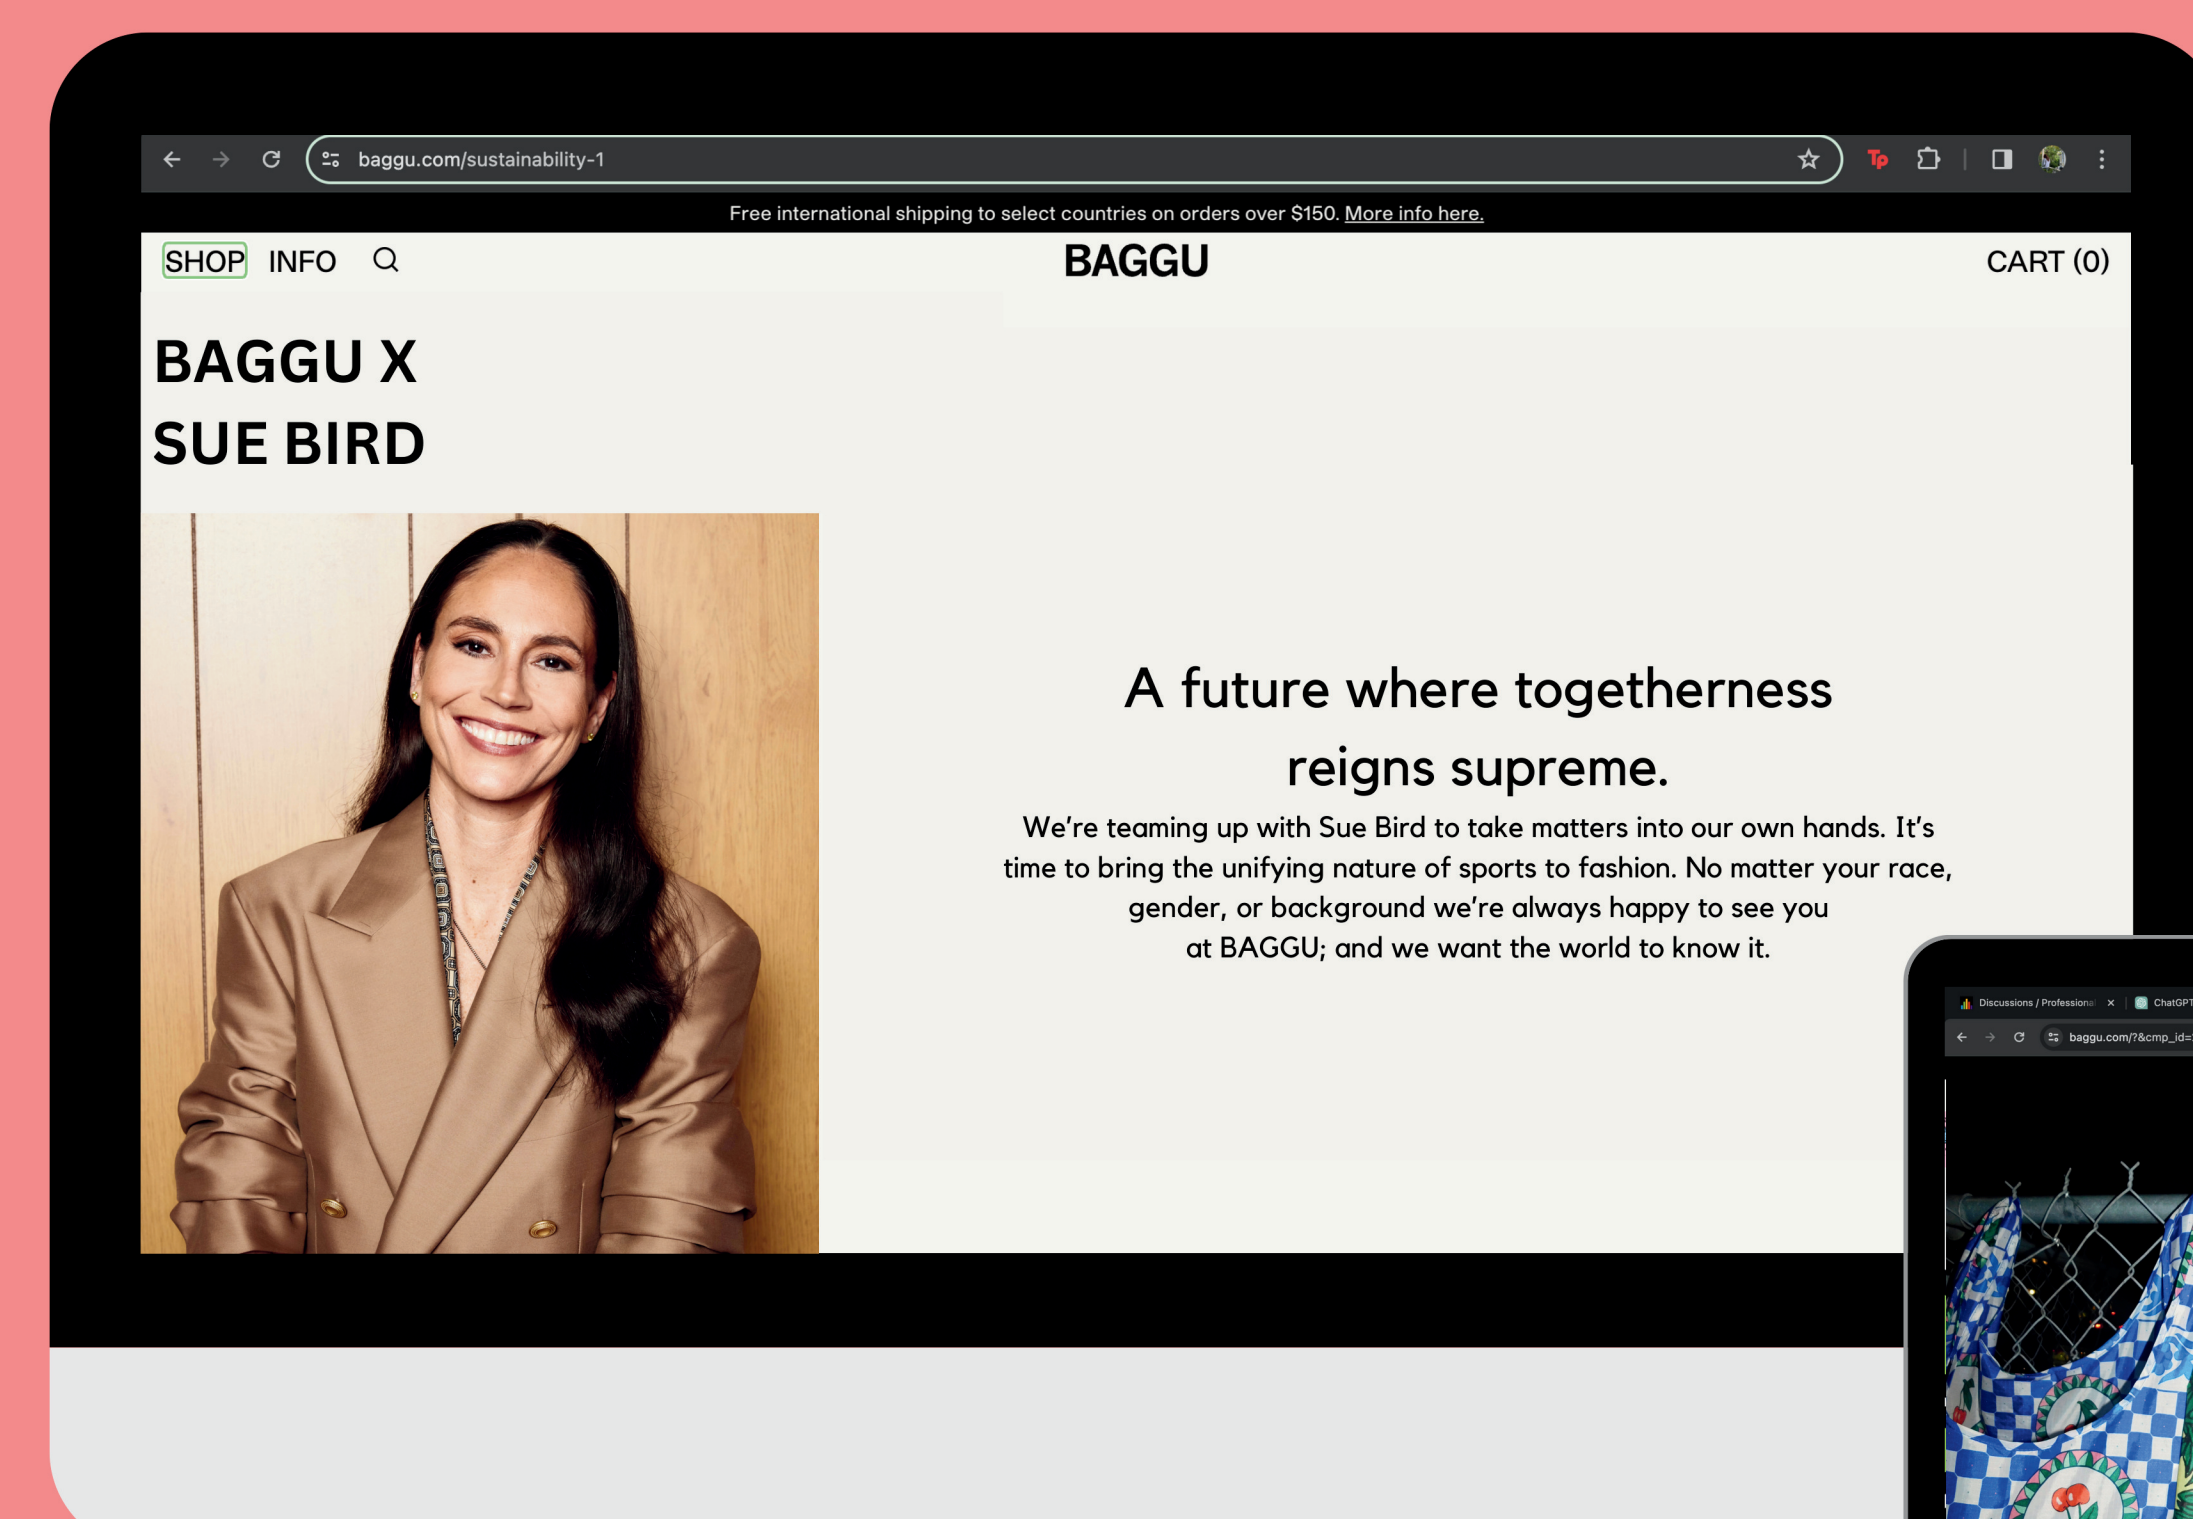 baggu.com/sustainability-1
Tp
Free international shipping to select countries on orders over $150. More info here.
SHOP INFO
BAGGU
CART (0)
BAGGU X
SUE BIRD
A future where togetherness
reigns supreme.
We're teaming up with Sue Bird to take matters into our own hands. It's
time to bring the unifying nature of sports to fashion. No matter your race,
gender, or background we're always happy to see you
at BAGGU; and we want the world to know it.
Discussions / Professional ChatGPT
baggu.com/?&cmp_id=